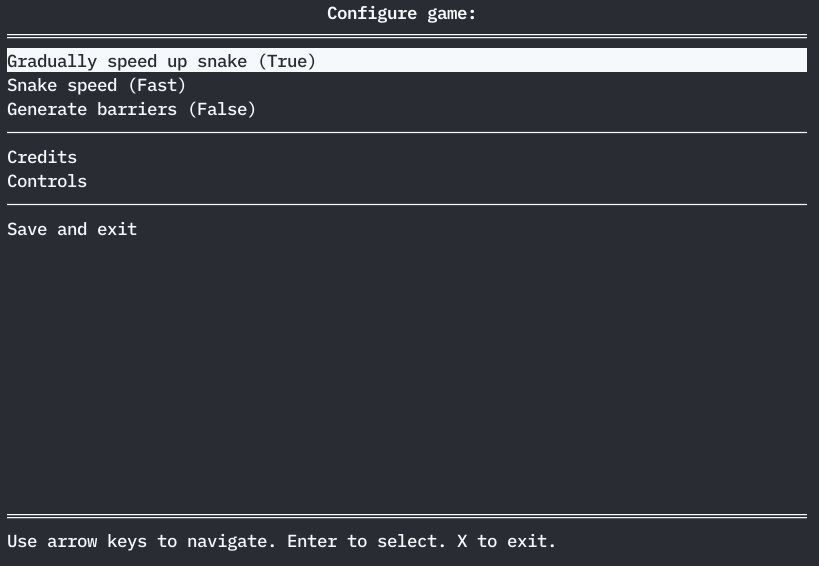 Configure game:
Gradually speed up snake (True)
Snake speed (Fast)
Generate barriers (False)
Credits
Controls
Save and exit
Use arrow keys to navigate. Enter to select. X to exit.